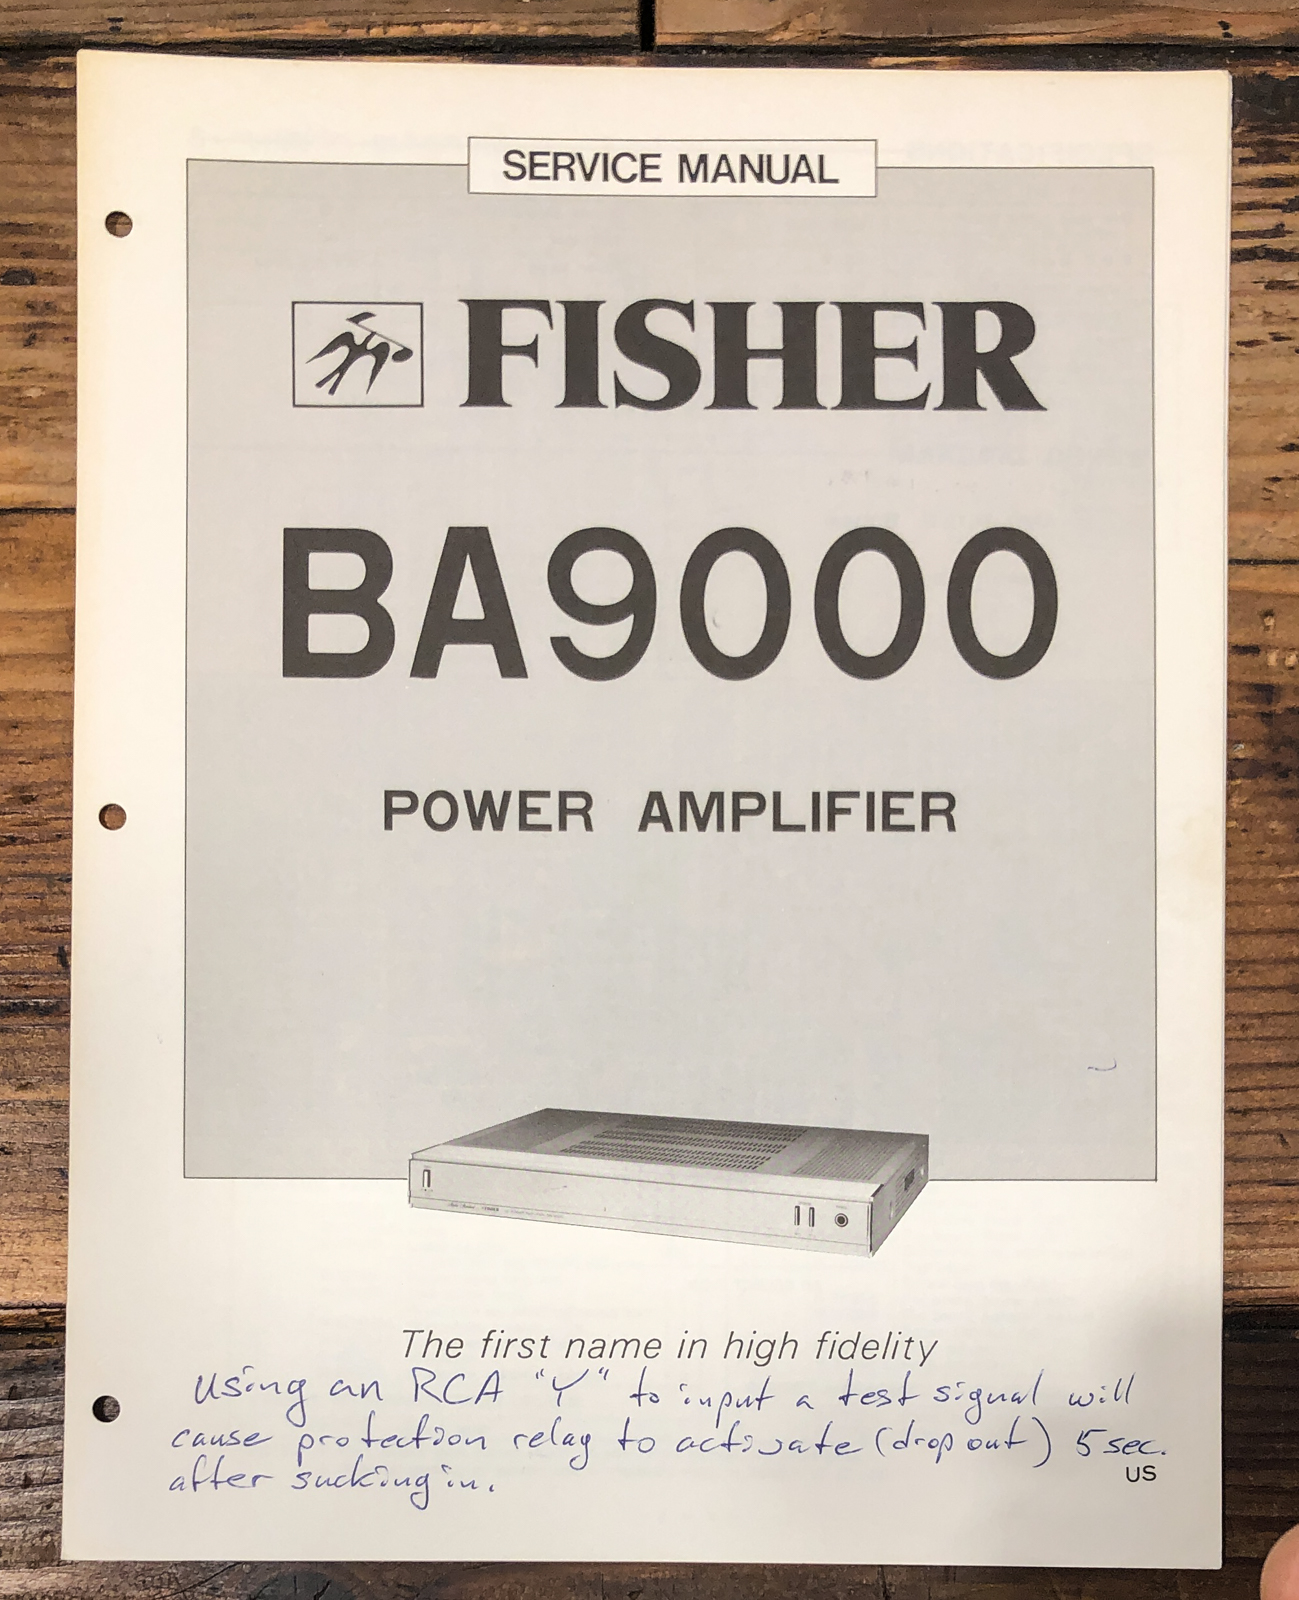 SERVICE MANUAL
FISHER
BA9000
POWER AMPLIFIER
The first name in high fidelity
Using an RCA "Y" to input a test signal will
cause protection relay to activate (drop out) 5 sec.
after sucking in.
US